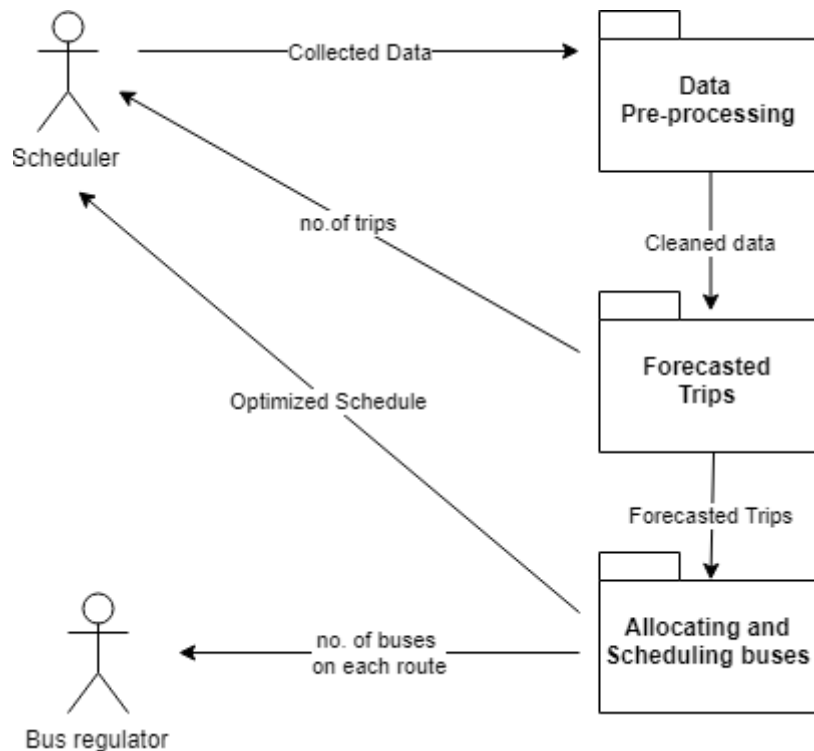 Collected Data
Data
Pre-processing
Scheduler
no.of trips
Cleaned data
Forecasted
Trips
Optimized Schedule
Forecasted Trips
no. of buses
on each route
Allocating and
Scheduling buses
Bus regulator